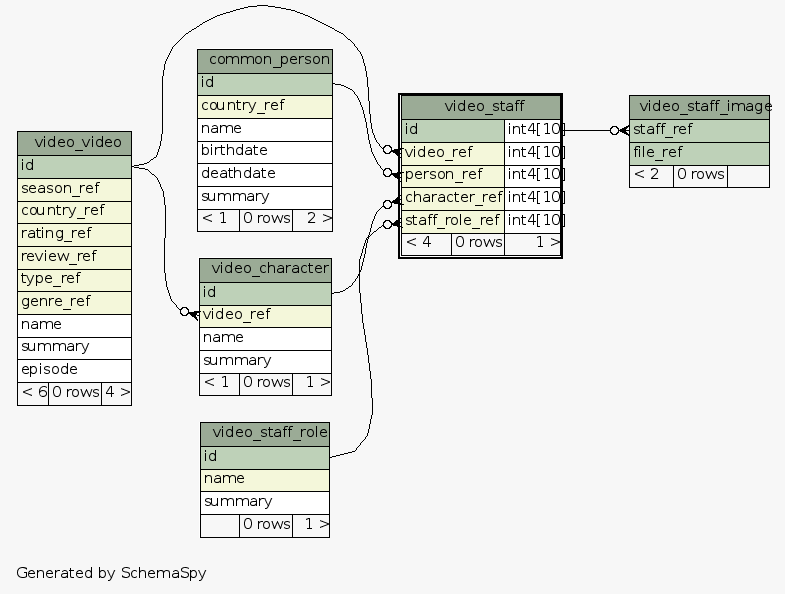 common_person
id
country_ref
name
birthdate
deathdate
summary
< 1 0 rows 2 >
video_staff
id int4[10]
video_ref int4[10]
person_ref int4[10]
character_ref int4[10]
staff_role_ref int4[10]
< 4 0 rows 1 >
video_staff_image
staff_ref
file_ref
< 2 0 rows
video_video
id
season_ref
country_ref
rating_ref
review_ref
type_ref
genre_ref
name
summary
episode
< 6 0 rows 4 >
video_character
id
video_ref
name
summary
< 1 0 rows 1 >
video_staff_role
id
name
summary
0 rows 1 >
Generated by SchemaSpy